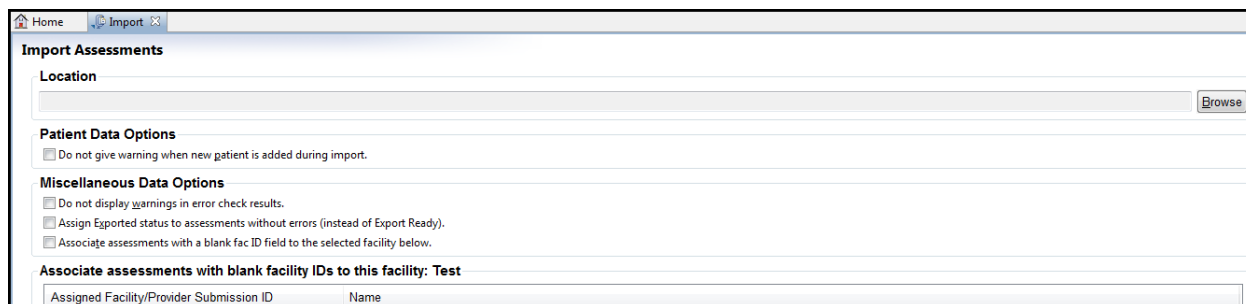 Home Import
Import Assessments
Location
Browse
Patient Data Options
Do not give warning when new patient is added during import.
Miscellaneous Data Options
Do not display warnings in error check results.
Assign Exported status to assessments without errors (instead of Export Ready).
Associate assessments with a blank fac ID field to the selected facility below.
Associate assessments with blank facility IDs to this facility: Test
Assigned Facility/Provider Submission ID Name